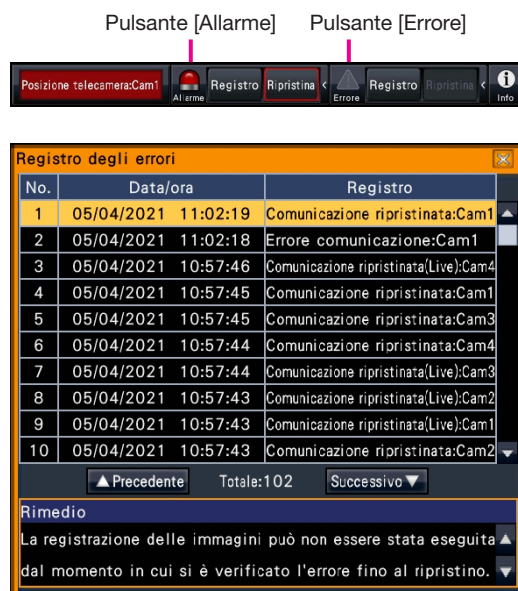 Pulsante [Allarme] Pulsante [Errore]
Posizione telecamera:Cam1 Allarme Registro Ripristina < Errore Registro Ripristina < Info
Registro degli errori
No. Data/ora Registro
1 05/04/2021 11:02:19 Comunicazione ripristinata:Cam1
2 05/04/2021 11:02:18 Errore comunicazione:Cam1
3 05/04/2021 10:57:46 Comunicazione ripristinata(Live):Cam4
4 05/04/2021 10:57:45 Comunicazione ripristinata:Cam1
5 05/04/2021 10:57:45 Comunicazione ripristinata:Cam3
6 05/04/2021 10:57:44 Comunicazione ripristinata:Cam4
7 05/04/2021 10:57:44 Comunicazione ripristinata(Live):Cam3
8 05/04/2021 10:57:43 Comunicazione ripristinata(Live):Cam2
9 05/04/2021 10:57:43 Comunicazione ripristinata(Live):Cam1
10 05/04/2021 10:57:43 Comunicazione ripristinata:Cam2
▲Precedente Totale:102 Successivo▼
Rimedio
La registrazione delle immagini può non essere stata eseguita
dal momento in cui si è verificato l'errore fino al ripristino.